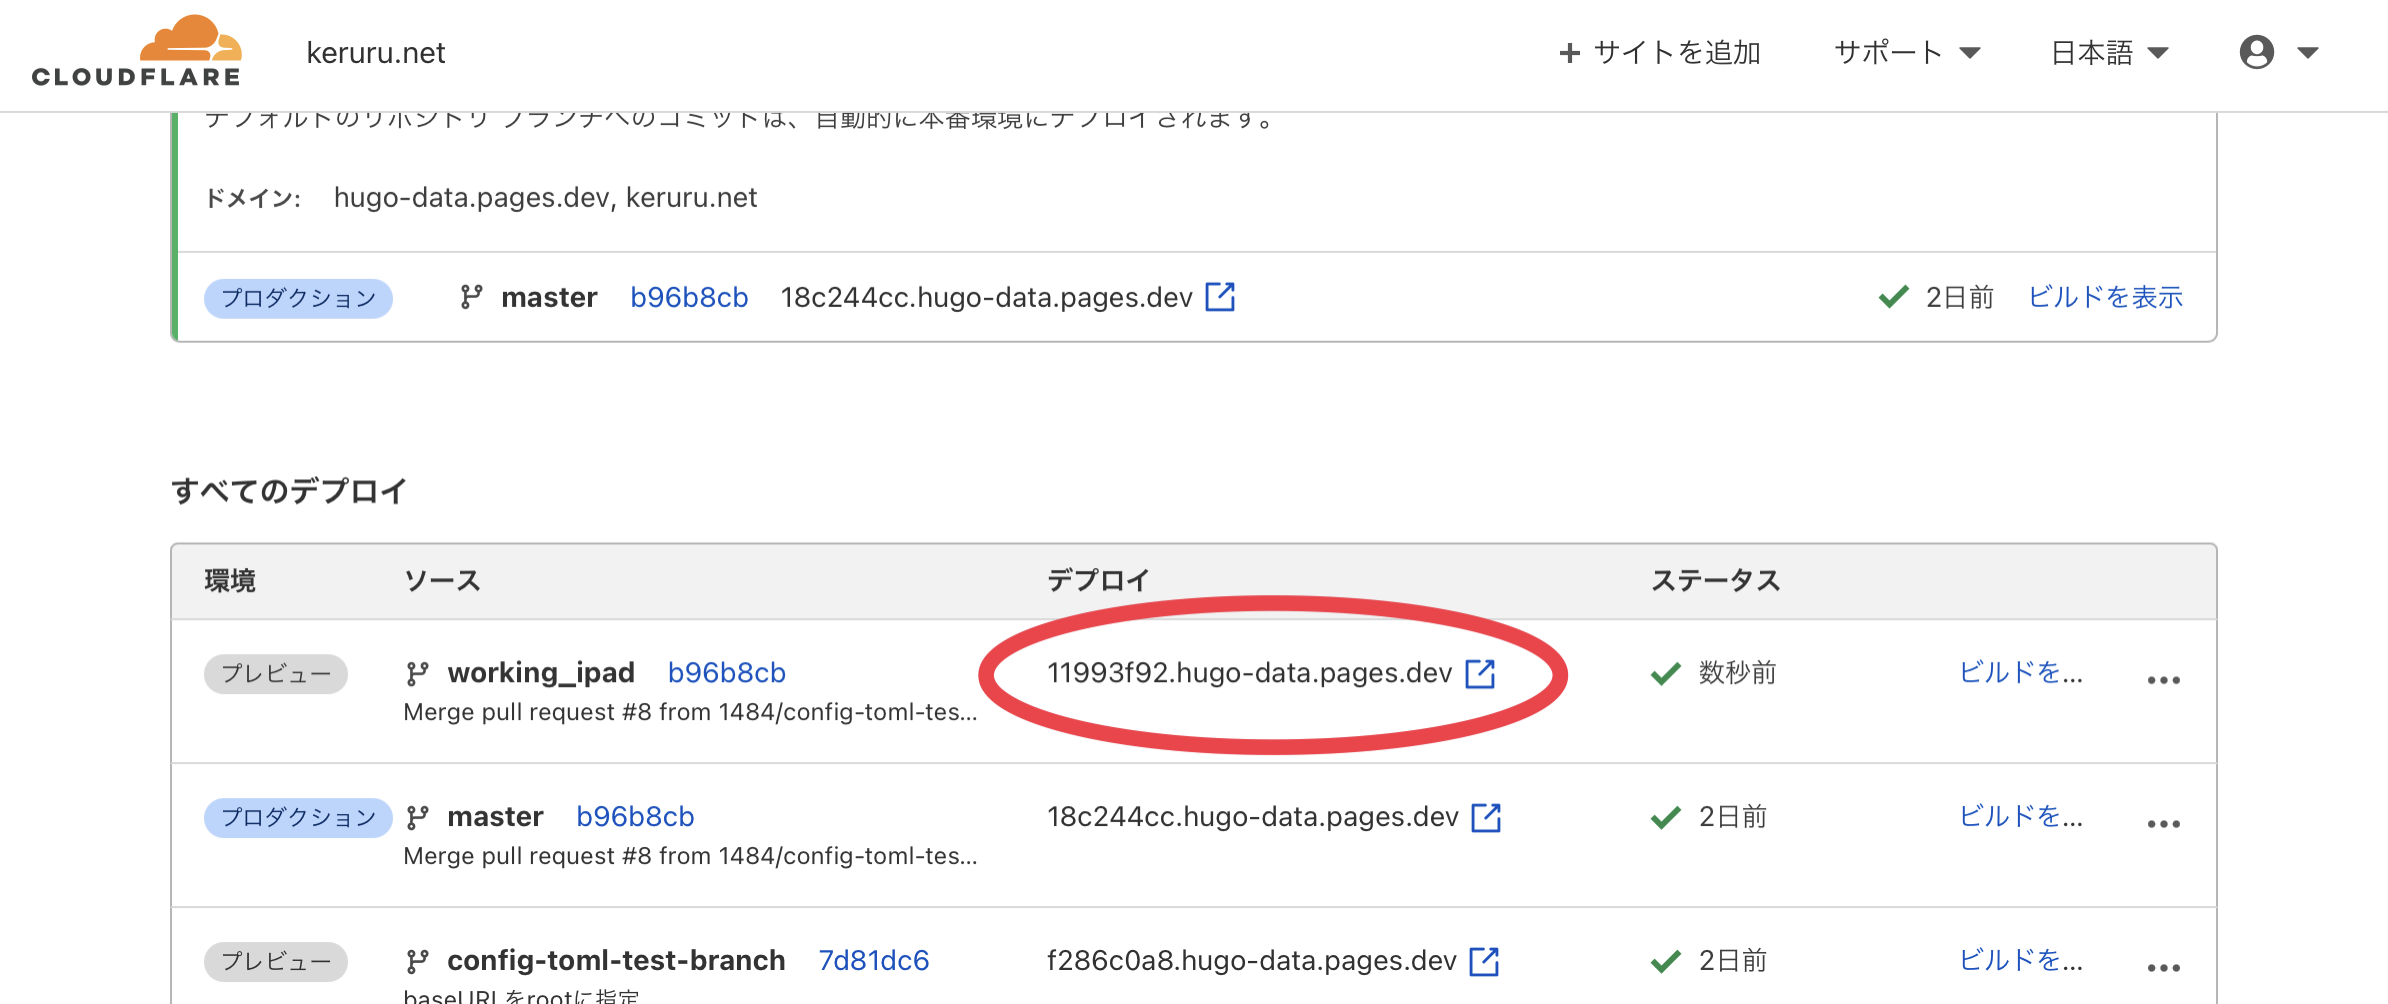 CLOUDFLARE
keruru.net
+ サイトを追加
サポート
日本語
デフォルトのリポジトリ ブランチへのコミットは、自動的に本番環境にデプロイされます。
ドメイン: hugo-data.pages.dev, keruru.net
プロダクション master b96b8cb 18c244cc.hugo-data.pages.dev 2日前 ビルドを表示
すべてのデプロイ
環境 ソース デプロイ ステータス
プレビュー working_ipad b96b8cb 11993f92.hugo-data.pages.dev 数秒前 ビルドを...
Merge pull request #8 from 1484/config-toml-tes...
プロダクション master b96b8cb 18c244cc.hugo-data.pages.dev 2日前 ビルドを...
Merge pull request #8 from 1484/config-toml-tes...
プレビュー config-toml-test-branch 7d81dc6 f286c0a8.hugo-data.pages.dev 2日前 ビルドを...
baseURLをrootに指定